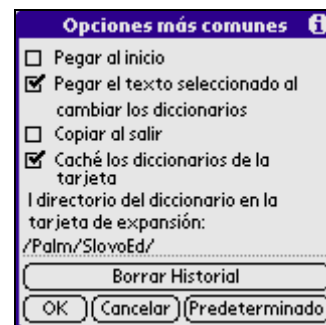 Opciones más comunes
Pegar al inicio
Pegar el texto seleccionado al
cambiar los diccionarios
Copiar al salir
Caché los diccionarios de la
tarjeta
l directorio del diccionario en la
tarjeta de expansión:
/Palm/SlovoEd/
Borrar Historial
OK Cancelar Predeterminado